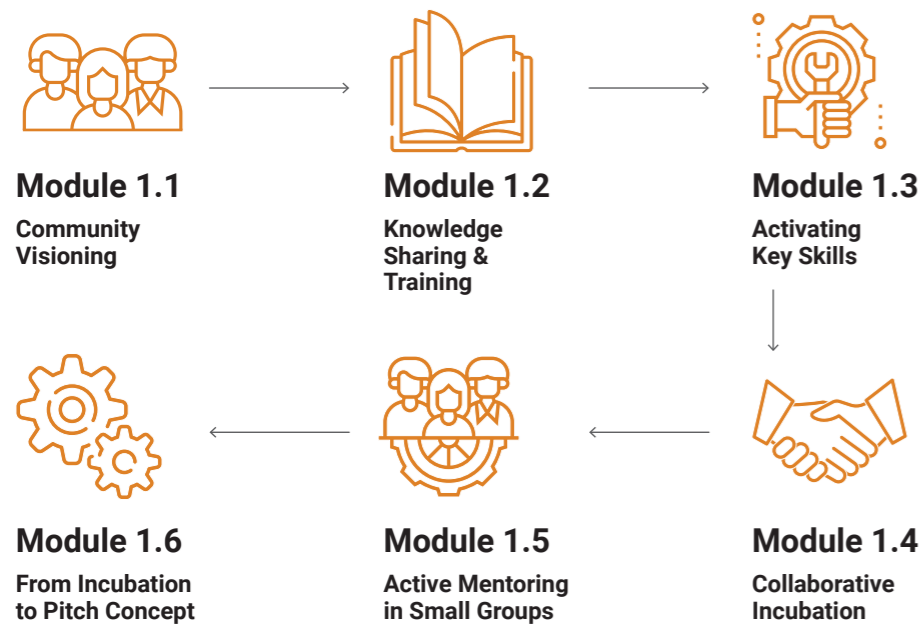 Module 1.1
Community
Visioning
Module 1.2
Knowledge
Sharing &
Training
Module 1.3
Activating
Key Skills
Module 1.4
Collaborative
Incubation
Module 1.5
Active Mentoring
in Small Groups
Module 1.6
From Incubation
to Pitch Concept